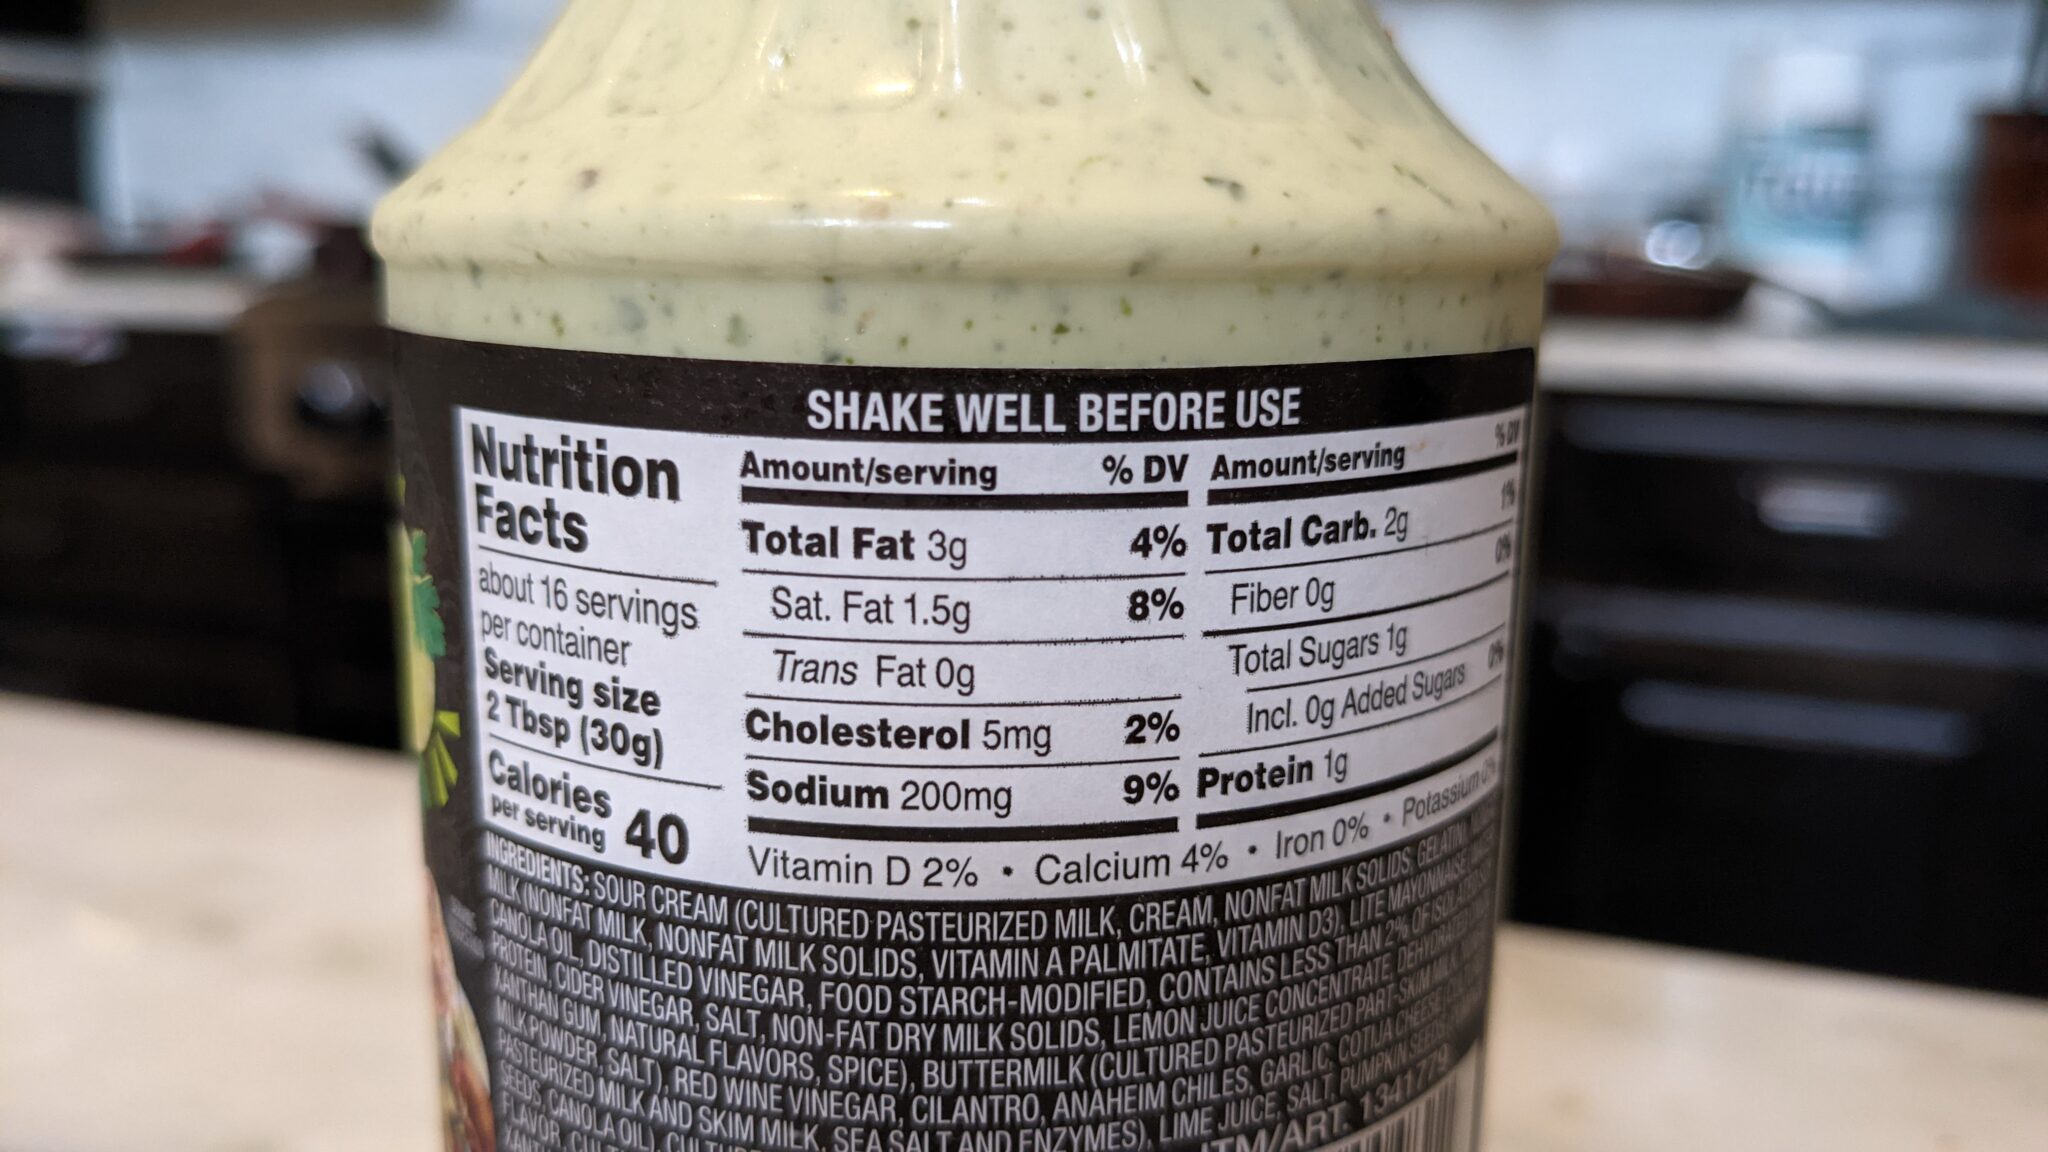 SHAKE WELL BEFORE USE
Nutrition
Facts
about 16 servings
per container
Serving size
2 Tbsp (30g)
Calories
per serving
40
Amount/serving % DV
Total Fat 3g 4%
Sat. Fat 1.5g 8%
Trans Fat 0g
Cholesterol 5mg 2%
Sodium 200mg 9%
Amount/serving % DV
Total Carb. 2g 1%
Fiber 0g 0%
Total Sugars 1g
Incl. 0g Added Sugars 0%
Protein 1g
Vitamin D 2% • Calcium 4% • Iron 0% • Potassium 0%
INGREDIENTS: SOUR CREAM (CULTURED PASTEURIZED MILK, CREAM, NONFAT MILK SOLIDS, GELATIN),
MILK (NONFAT MILK, NONFAT MILK SOLIDS, VITAMIN A PALMITATE, VITAMIN D3), LITE MAYONNAISE
CANOLA OIL, DISTILLED VINEGAR, FOOD STARCH-MODIFIED, CONTAINS LESS THAN 2% OF
PROTEIN, CIDER VINEGAR, SALT, NON-FAT DRY MILK SOLIDS, LEMON JUICE CONCENTRATE, DEHYDRATED
XANTHAN GUM, NATURAL FLAVORS, SPICE), BUTTERMILK (CULTURED PASTEURIZED PART-SKIM MILK,
MILK POWDER, SALT), RED WINE VINEGAR, CILANTRO, ANAHEIM CHILES, GARLIC, COTIJA CHEESE
PASTEURIZED MILK AND SKIM MILK, SEA SALT AND ENZYMES), LIME JUICE, SALT, PUMPKIN SEEDS
SEEDS, CANOLA OIL),
FLAVOR,
ITM/ART. 1341779